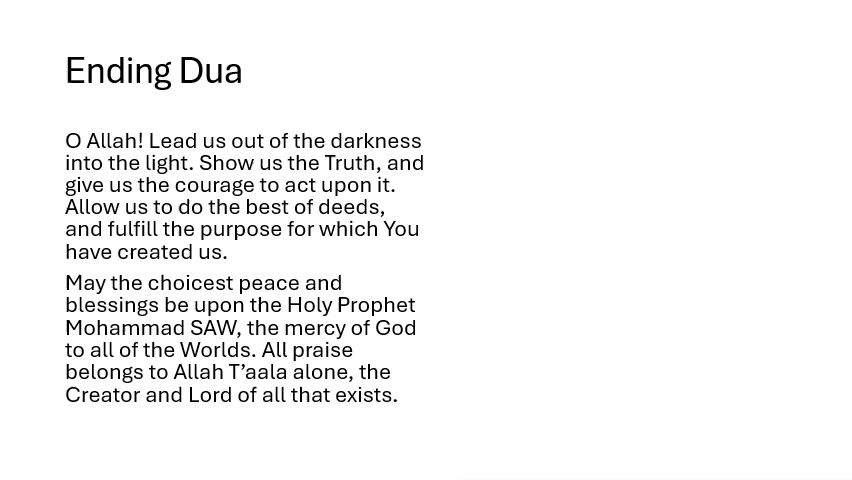 Ending Dua
O Allah! Lead us out of the darkness
into the light. Show us the Truth, and
give us the courage to act upon it.
Allow us to do the best of deeds,
and fulfill the purpose for which You
have created us.
May the choicest peace and
blessings be upon the Holy Prophet
Mohammad SAW, the mercy of God
to all of the Worlds. All praise
belongs to Allah T’aala alone, the
Creator and Lord of all that exists.